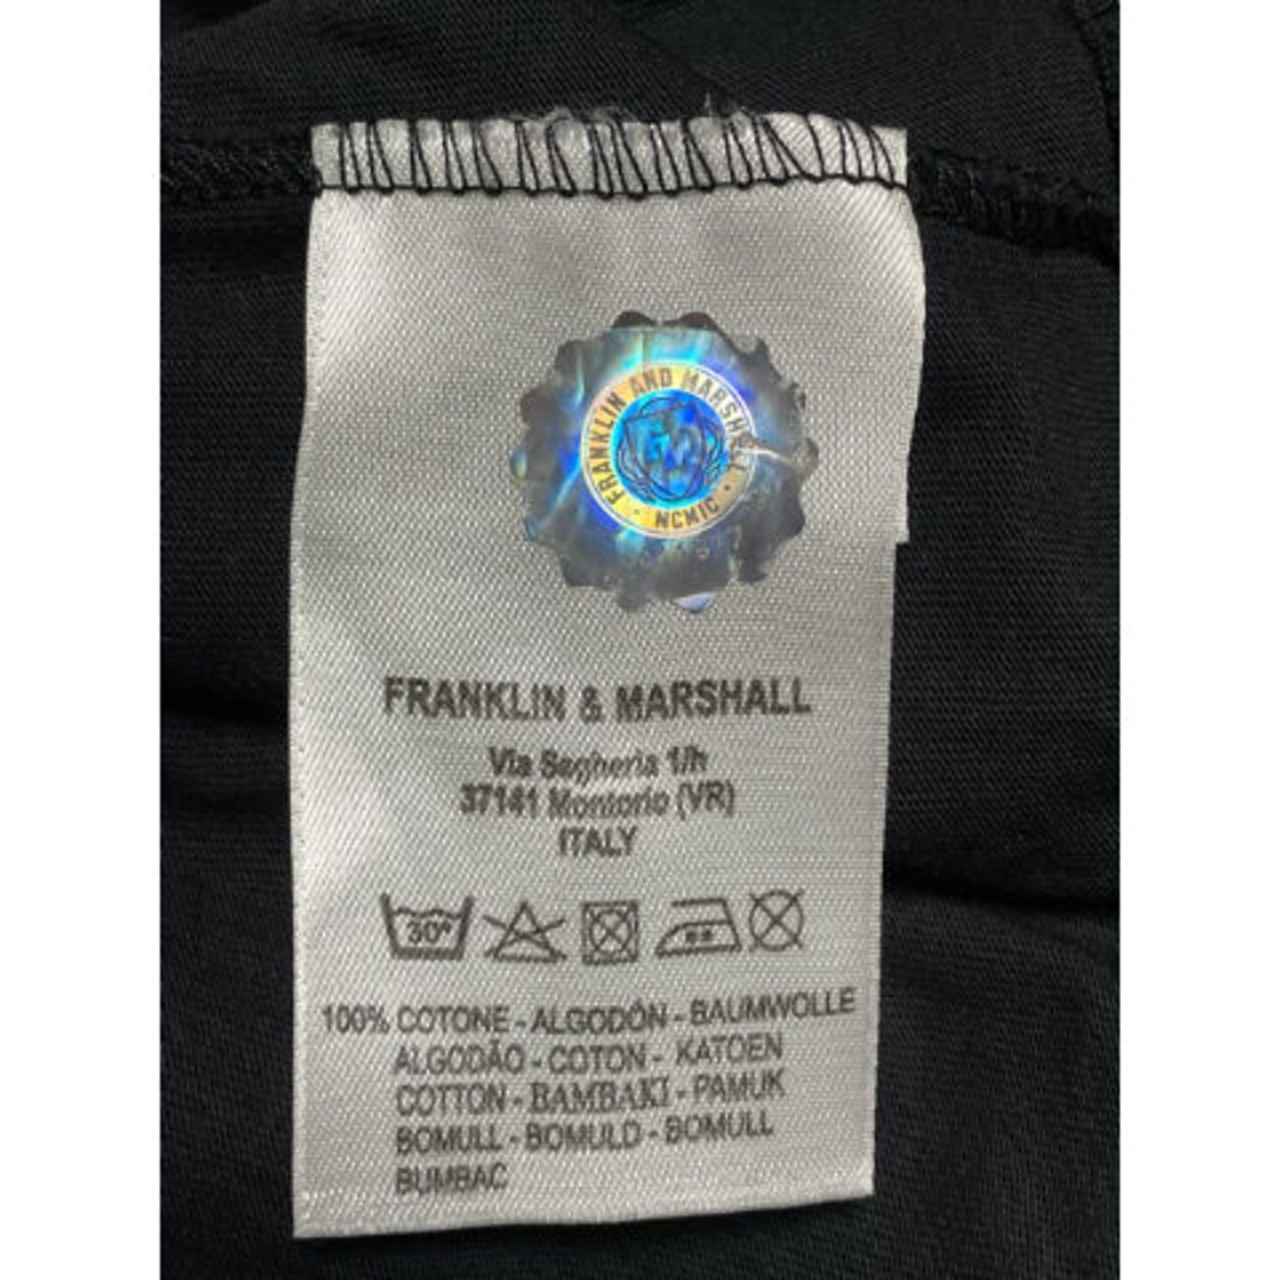 FRANKLIN AND MARSHALL
· MCMIC ·
FRANKLIN & MARSHALL
Via Segheria 1/h
37141 Montorio (VR)
ITALY
30°
100% COTONE - ALGODÓN - BAUMWOLLE
ALGODÃO - COTON - KATOEN
COTTON - BAMBAKI - PAMUK
BOMULL - BOMULD - BOMULL
BUMBAC